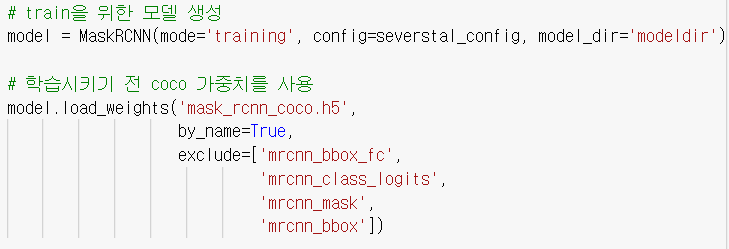 # train을 위한 모델 생성
model = MaskRCNN(mode='training', config=severstal_config, model_dir='modeldir')
# 학습시키기 전 coco 가중치를 사용
model.load_weights('mask_rcnn_coco.h5',
by_name=True,
exclude=['mrcnn_bbox_fc',
'mrcnn_class_logits',
'mrcnn_mask',
'mrcnn_bbox'])